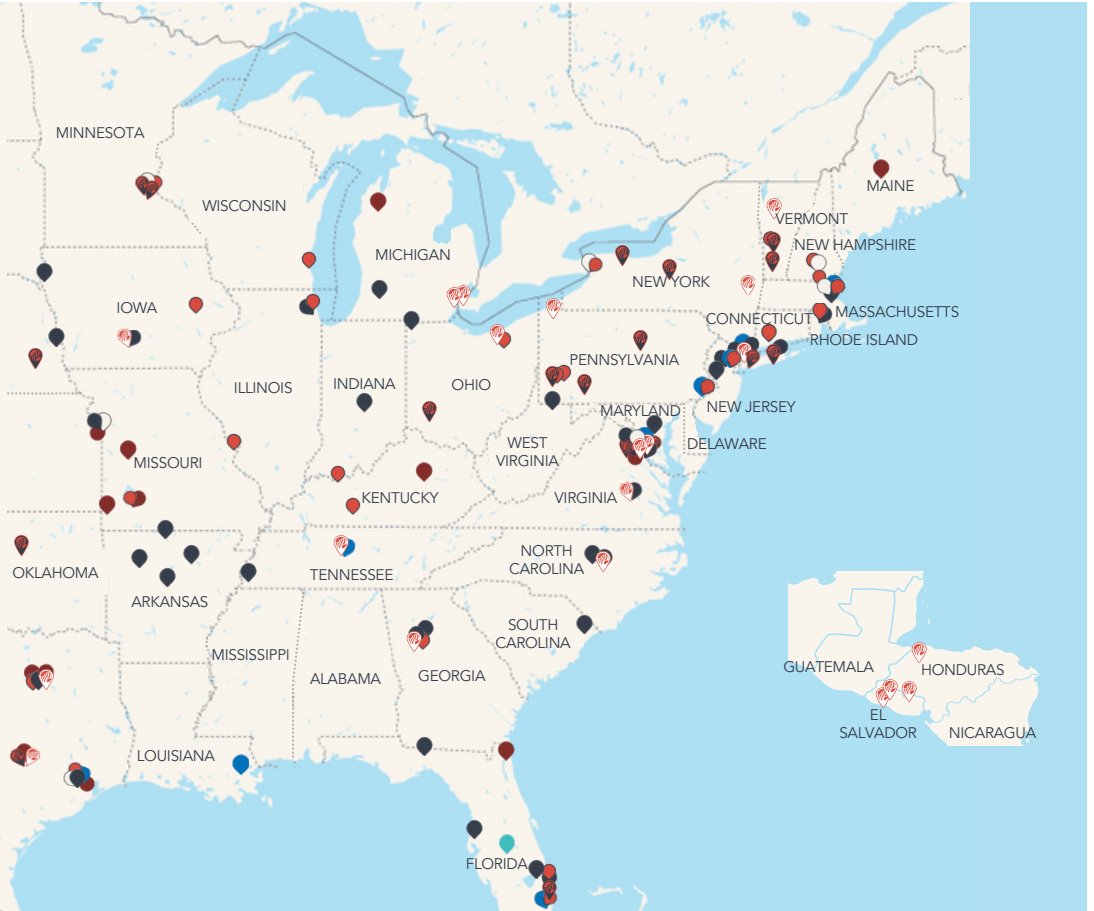 MINNESOTA
MAINE
WISCONSIN
VERMONT
NEW HAMPSHIRE
MICHIGAN
NEW YORK
IOWA
CONNECTICUT
MASSACHUSETTS
RHODE ISLAND
PENNSYLVANIA
ILLINOIS
INDIANA
OHIO
MARYLAND
NEW JERSEY
DELAWARE
WEST
VIRGINIA
MISSOURI
KENTUCKY
VIRGINIA
OKLAHOMA
TENNESSEE
NORTH
CAROLINA
ARKANSAS
SOUTH
CAROLINA
MISSISSIPPI
ALABAMA
GEORGIA
GUATEMALA
HONDURAS
EL
SALVADOR
NICARAGUA
LOUISIANA
FLORIDA